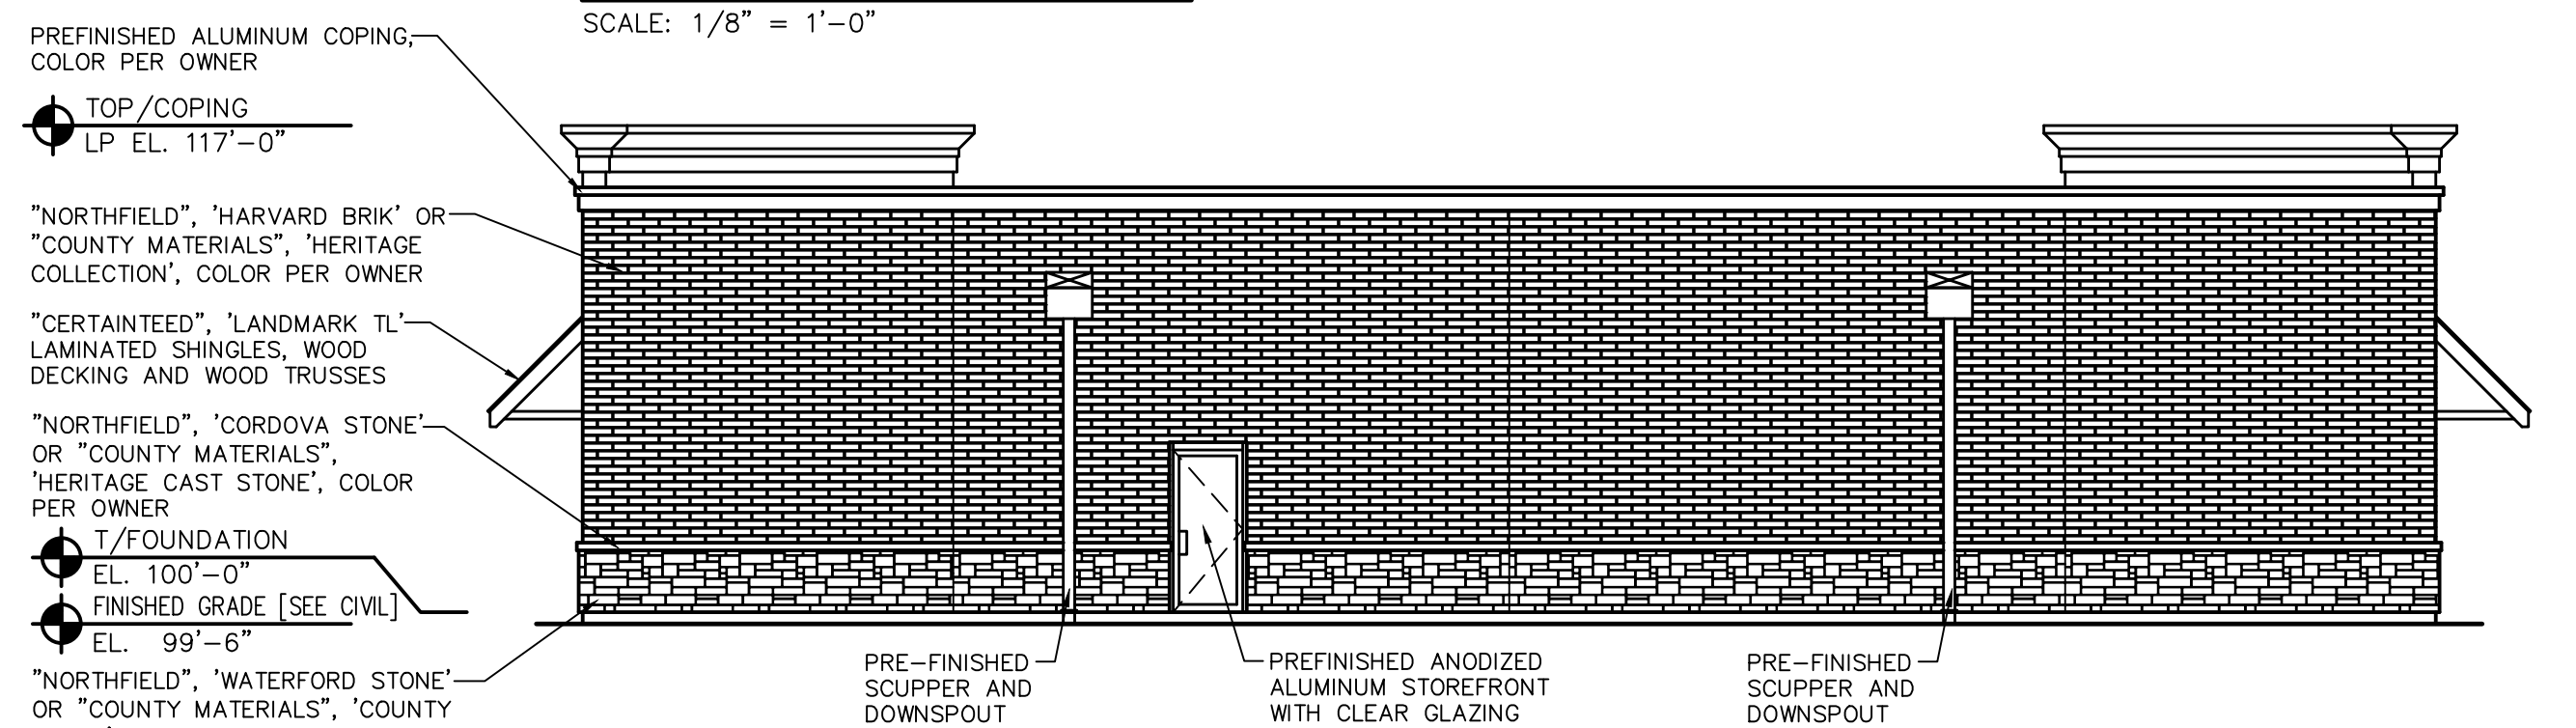 SCALE: 1/8" = 1'-0"
PREFINISHED ALUMINUM COPING,
COLOR PER OWNER
TOP/COPING
LP EL. 117'-0"
"NORTHFIELD", 'HARVARD BRIK' OR
"COUNTY MATERIALS", 'HERITAGE
COLLECTION', COLOR PER OWNER
"CERTAINTEED", 'LANDMARK TL'
LAMINATED SHINGLES, WOOD
DECKING AND WOOD TRUSSES
"NORTHFIELD", 'CORDOVA STONE'
OR "COUNTY MATERIALS",
'HERITAGE CAST STONE', COLOR
PER OWNER
T/FOUNDATION
EL. 100'-0"
FINISHED GRADE [SEE CIVIL]
EL. 99'-6"
"NORTHFIELD", 'WATERFORD STONE'
OR "COUNTY MATERIALS", 'COUNTY
PRE-FINISHED
SCUPPER AND
DOWNSPOUT
PREFINISHED ANODIZED
ALUMINUM STOREFRONT
WITH CLEAR GLAZING
PRE-FINISHED
SCUPPER AND
DOWNSPOUT